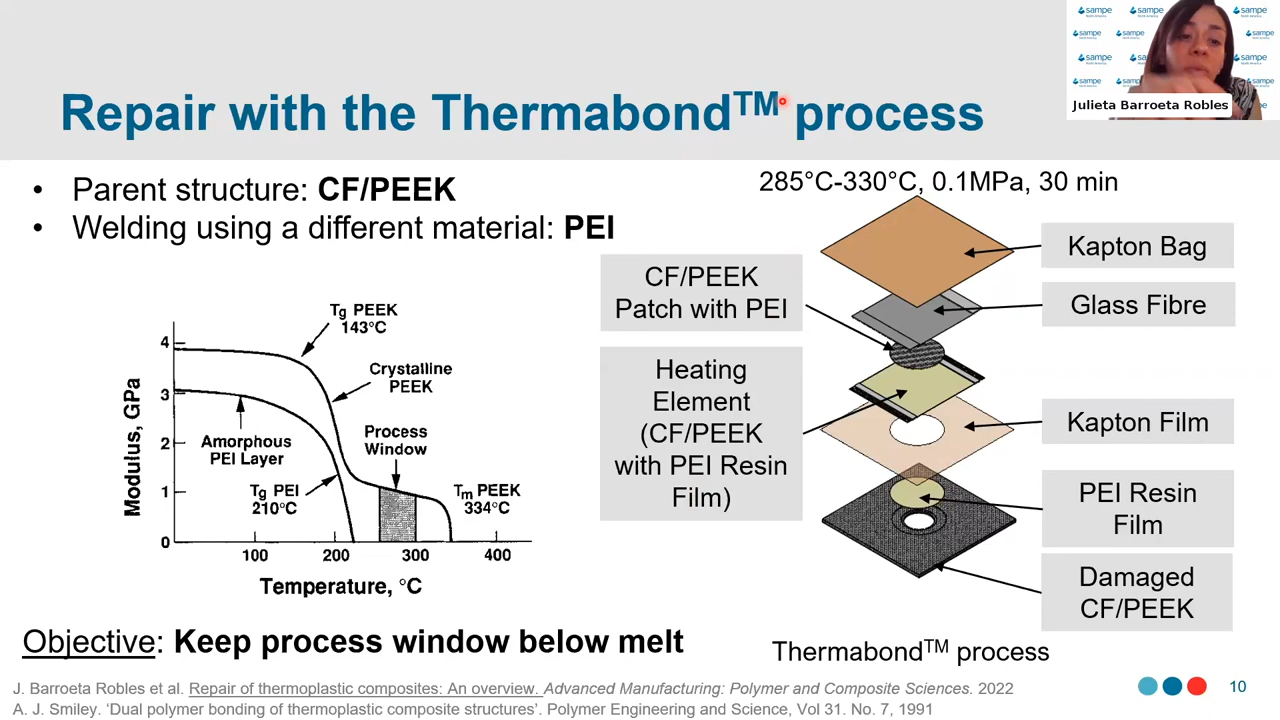 sampe
Julieta Barroeta Robles
Repair with the Thermabond™ process
• Parent structure: CF/PEEK
• Welding using a different material: PEI
285°C-330°C, 0.1MPa, 30 min
Kapton Bag
CF/PEEK
Patch with PEI
Glass Fibre
Heating
Element
(CF/PEEK
with PEI Resin
Film)
Kapton Film
PEI Resin
Film
Damaged
CF/PEEK
Thermabond™ process
Tg PEEK
143°C
Crystalline
PEEK
Process
Window
Amorphous
PEI Layer
Tg PEI
210°C
Tm PEEK
334°C
Modulus, GPa
4
3
2
1
0
100
200
300
400
Temperature, °C
Objective: Keep process window below melt
J. Barroeta Robles et al. Repair of thermoplastic composites: An overview. Advanced Manufacturing: Polymer and Composite Sciences. 2022
A. J. Smiley. ‘Dual polymer bonding of thermoplastic composite structures’. Polymer Engineering and Science, Vol 31. No. 7, 1991
10